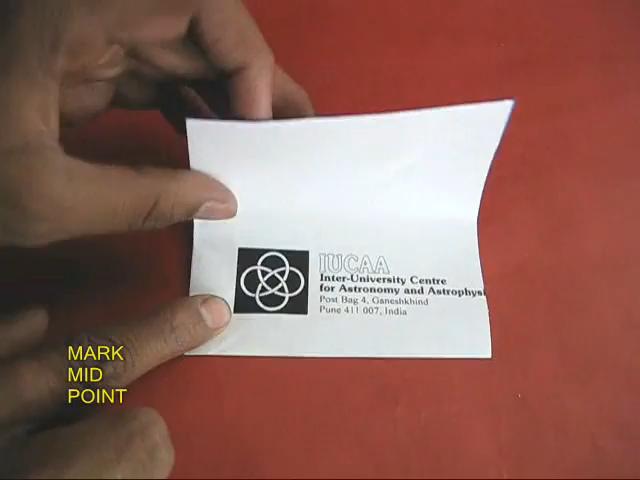 IUCAA
Inter-University Centre
for Astronomy and Astrophysi
Post Bag 4, Ganeshkhind
Pune 411 007, India
MARK
MID
POINT